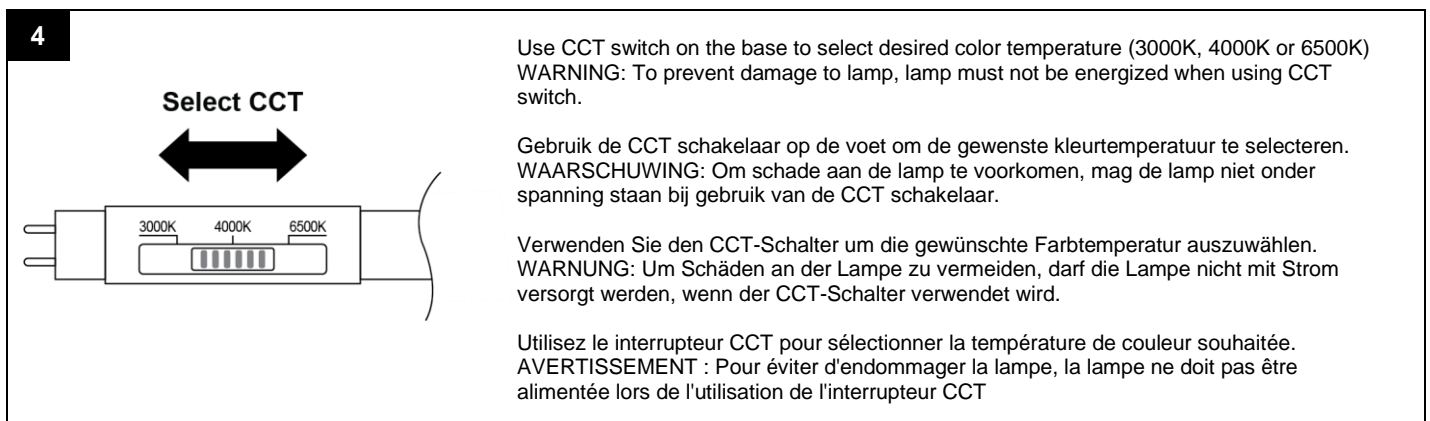 4
Select CCT
3000K 4000K 6500K
Use CCT switch on the base to select desired color temperature (3000K, 4000K or 6500K)
WARNING: To prevent damage to lamp, lamp must not be energized when using CCT
switch.
Gebruik de CCT schakelaar op de voet om de gewenste kleurtemperatuur te selecteren.
WAARSCHUWING: Om schade aan de lamp te voorkomen, mag de lamp niet onder
spanning staan bij gebruik van de CCT schakelaar.
Verwenden Sie den CCT-Schalter um die gewünschte Farbtemperatur auszuwählen.
WARNUNG: Um Schäden an der Lampe zu vermeiden, darf die Lampe nicht mit Strom
versorgt werden, wenn der CCT-Schalter verwendet wird.
Utilisez le interrupteur CCT pour sélectionner la température de couleur souhaitée.
AVERTISSEMENT : Pour éviter d'endommager la lampe, la lampe ne doit pas être
alimentée lors de l'utilisation de l'interrupteur CCT